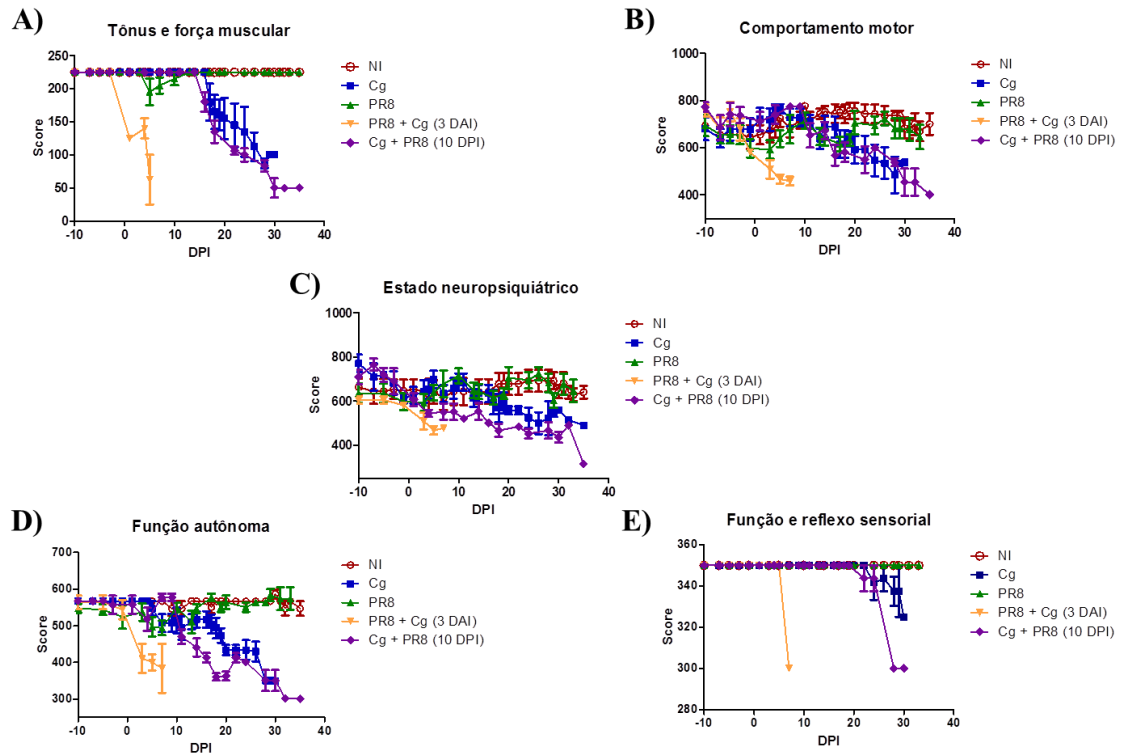 A)
Tônus e força muscular
250
200
150
100
50
0
Score
-10
0
10
20
30
40
DPI
NI
Cg
PR8
PR8 + Cg (3 DAI)
Cg + PR8 (10 DPI)
B)
Comportamento motor
1000
800
600
400
Score
-10
0
10
20
30
40
DPI
NI
Cg
PR8
PR8 + Cg (3 DAI)
Cg + PR8 (10 DPI)
C)
Estado neuropsiquiátrico
1000
800
600
400
Score
-10
0
10
20
30
40
DPI
NI
Cg
PR8
PR8 + Cg (3 DAI)
Cg + PR8 (10 DPI)
D)
Função autônoma
700
600
500
400
300
Score
-10
0
10
20
30
40
DPI
NI
Cg
PR8
PR8 + Cg (3 DAI)
Cg + PR8 (10 DPI)
E)
Função e reflexo sensorial
360
340
320
300
280
Score
-10
0
10
20
30
40
DPI
NI
Cg
PR8
PR8 + Cg (3 DAI)
Cg + PR8 (10 DPI)